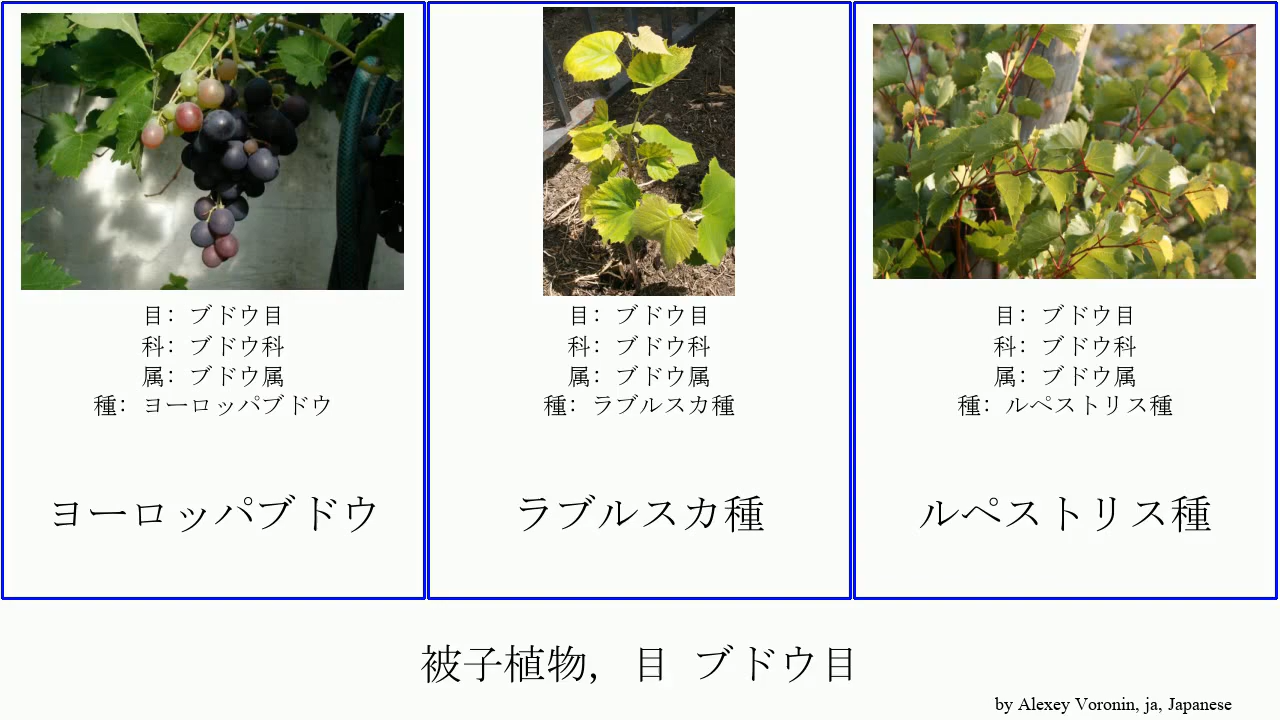 目: ブドウ目
科: ブドウ科
属: ブドウ属
種: ヨーロッパブドウ
ヨーロッパブドウ
目: ブドウ目
科: ブドウ科
属: ブドウ属
種: ラブルスカ種
ラブルスカ種
目: ブドウ目
科: ブドウ科
属: ブドウ属
種: ルペストリス種
ルペストリス種
被子植物, 目 ブドウ目
by Alexey Voronin, ja, Japanese